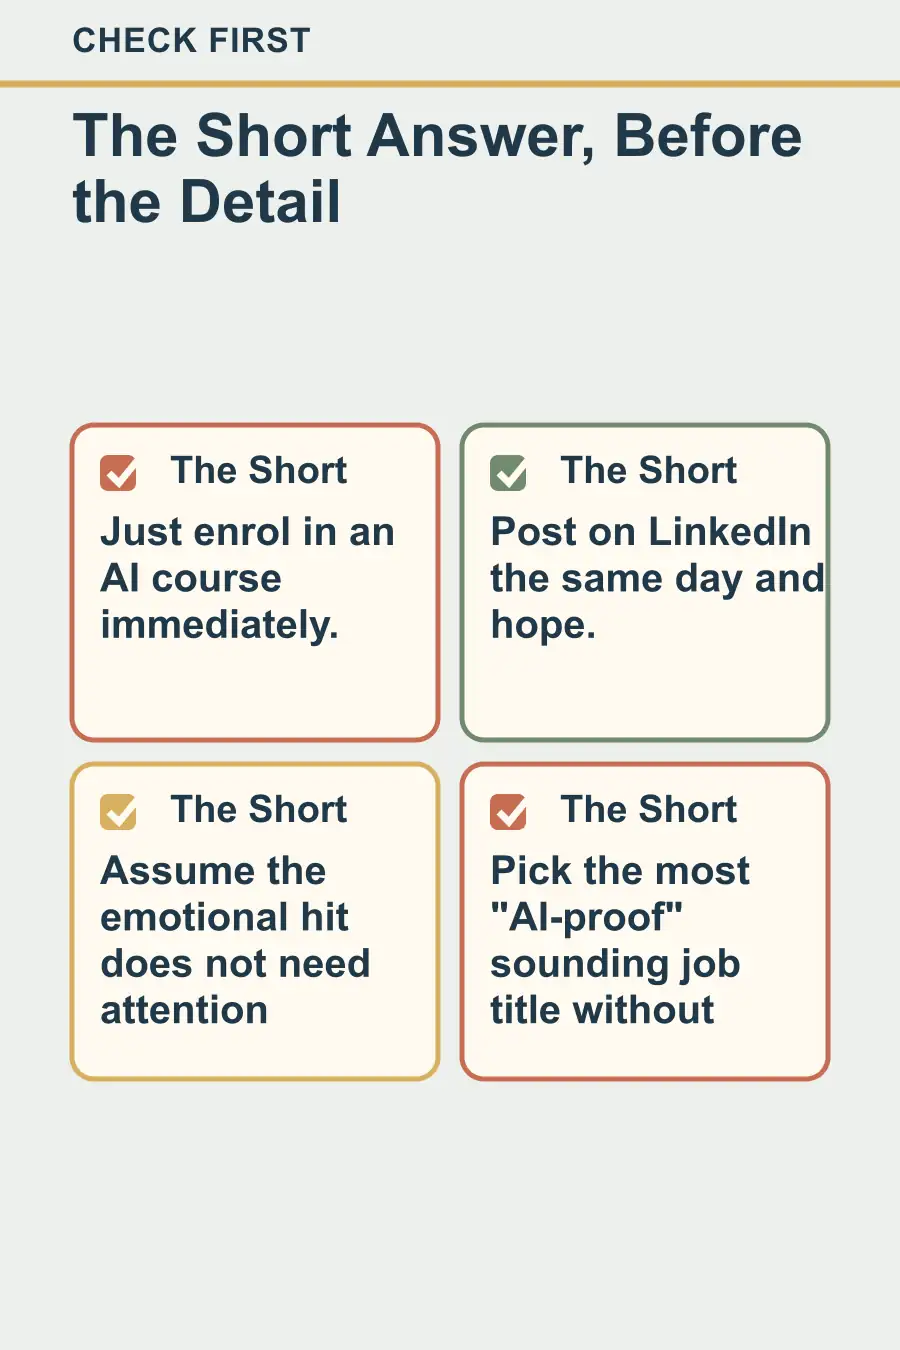 CHECK FIRST
The Short Answer, Before
the Detail
The Short
Just enrol in an
AI course
immediately.
The Short
Post on LinkedIn
the same day and
hope.
The Short
Assume the
emotional hit
does not need
attention
The Short
Pick the most
"AI-proof"
sounding job
title without